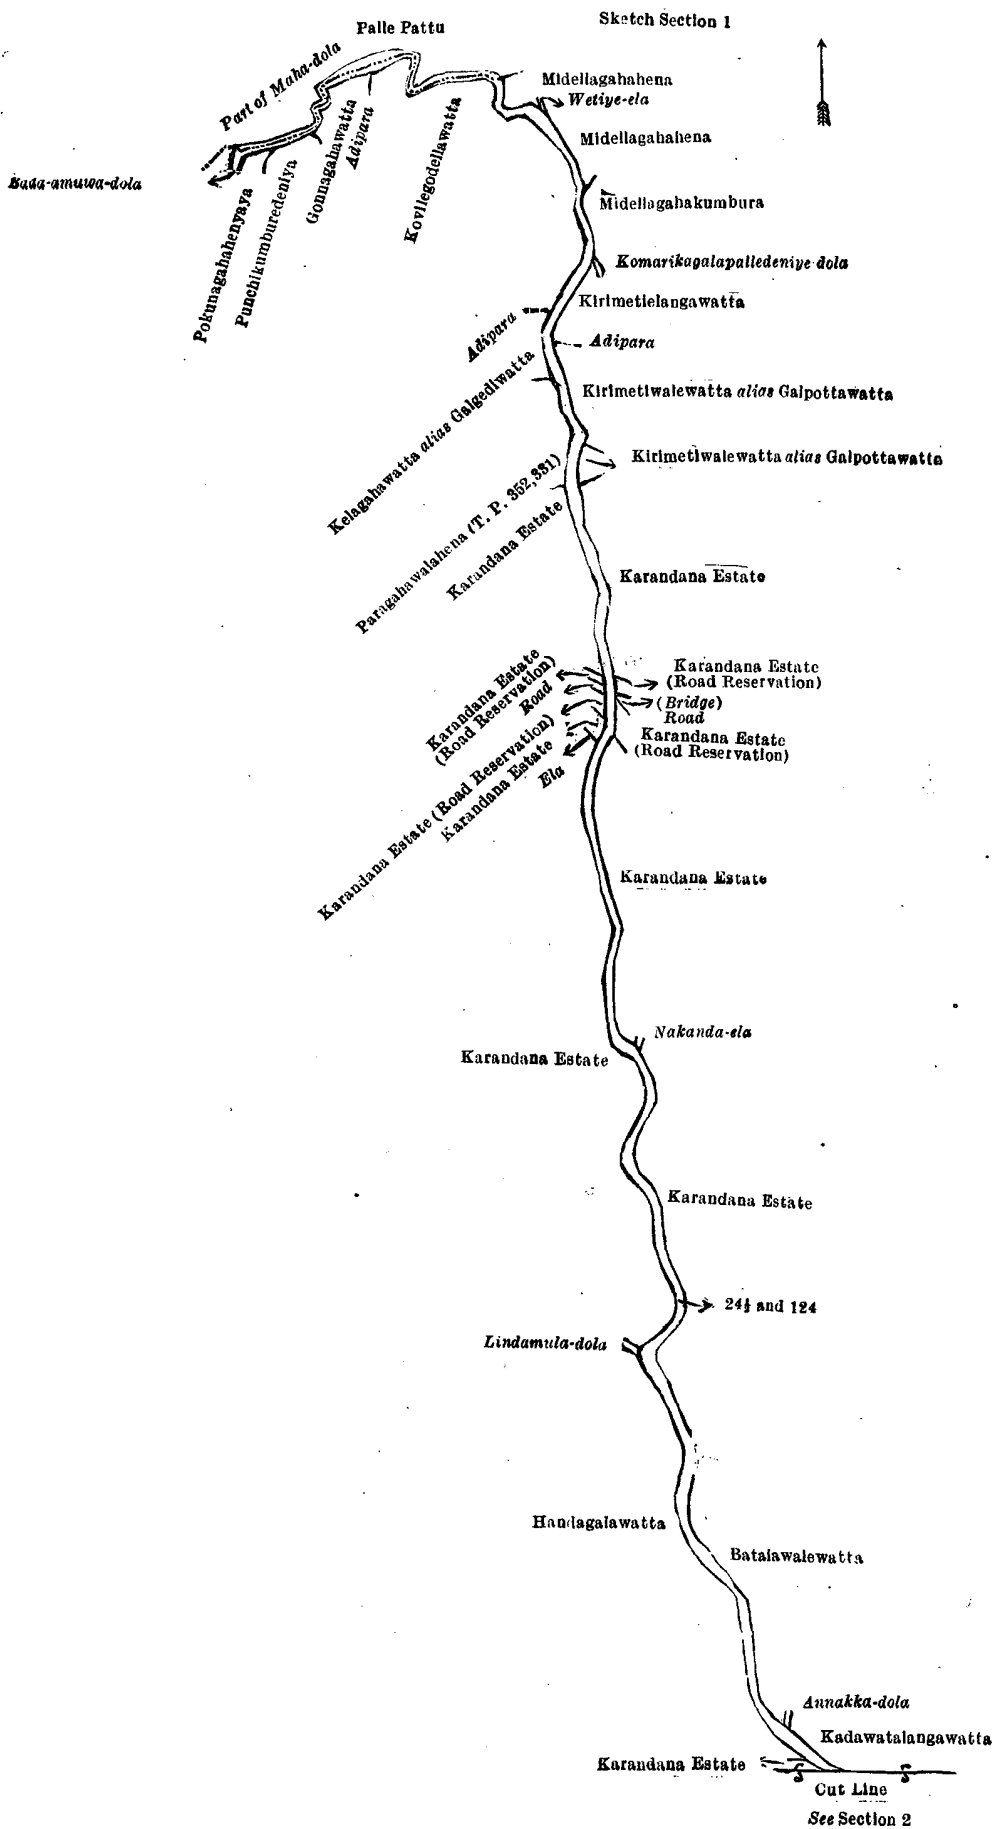 Sketch Section 1
Palle Pattu
Part of Maha-dola
Midellagahahena
Wetiye-ela
Midellagahahena
Bada-amuwa-dola
Pokunagahahenyaya
Punchikumburedeniya
Gonnagahawatta
Adipara
Kovilegodellawatta
Midellagahakumbura
Komarikagalapalledeniye-dola
Kirimetielangawatta
Adipara
Adipara
Kelagahawatta alias Galgediwatta
Kirimetiwalewatta alias Galpottawatta
Kirimetiwalewatta alias Galpottawatta
Paragahawalahena (T. P. 352,331)
Karandana Estate
Karandana Estate
Karandana Estate
(Road Reservation)
Road
Karandana Estate (Road Reservation)
Karandana Estate
Ela
Karandana Estate
(Road Reservation)
(Bridge)
Road
Karandana Estate
(Road Reservation)
Karandana Estate
Nakanda-ela
Karandana Estate
Karandana Estate
24½ and 124
Lindamula-dola
Handagalawatta
Batalawalewatta
Annakka-dola
Kadawatalangawatta
Karandana Estate
Cut Line
See Section 2